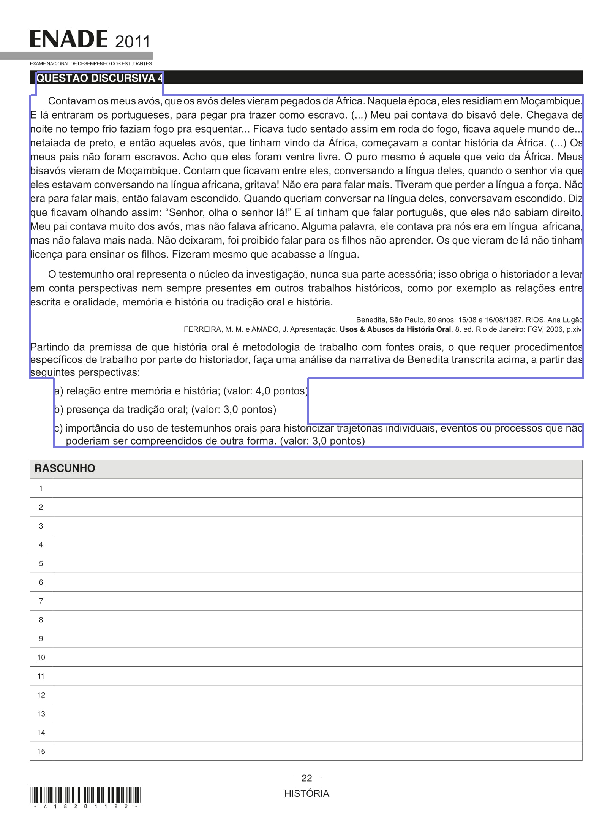 ENADE 2011
EXAME NACIONAL DE DESEMPENHO DOS ESTUDANTES
QUESTÃO DISCURSIVA 4
Contavam os meus avós, que os avós deles vieram pegados da África. Naquela época, eles residiam em Moçambique.
E lá entraram os portugueses, para pegar pra trazer como escravo. (...) Meu pai contava do bisavô dele. Chegava de
noite no tempo frio faziam fogo pra esquentar... Ficava tudo sentado assim em roda do fogo, ficava aquele mundo de...
netaiada de preto, e então aqueles avós, que tinham vindo da África, começavam a contar história da África. (...) Os
meus pais não foram escravos. Acho que eles foram ventre livre. O puro mesmo é aquele que veio da África. Meus
bisavós vieram de Moçambique. Contam que ficavam entre eles, conversando a língua deles, quando o senhor via que
eles estavam conversando na língua africana, gritava! Não era para falar mais. Tiveram que perder a língua a força. Não
era para falar mais, então falavam escondido. Quando queriam conversar na língua deles, conversavam escondido. Diz
que ficavam olhando assim: “Senhor, olha o senhor lá!” E aí tinham que falar português, que eles não sabiam direito.
Meu pai contava muito dos avós, mas não falava africano. Alguma palavra, ele contava pra nós era em língua africana,
mas não falava mais nada. Não deixaram, foi proibido falar para os filhos não aprender. Os que vieram de lá não tinham
licença para ensinar os filhos. Fizeram mesmo que acabasse a língua.
O testemunho oral representa o núcleo da investigação, nunca sua parte acessória; isso obriga o historiador a levar
em conta perspectivas nem sempre presentes em outros trabalhos históricos, como por exemplo as relações entre
escrita e oralidade, memória e história ou tradição oral e história.
Benedita, São Paulo, 80 anos, 15/08 e 16/08/1987. RIOS, Ana Lugão
FERREIRA, M. M. e AMADO, J. Apresentação. Usos & Abusos da História Oral. 8. ed. Rio de Janeiro: FGV, 2006, p.xiv
Partindo da premissa de que história oral é metodologia de trabalho com fontes orais, o que requer procedimentos
específicos de trabalho por parte do historiador, faça uma análise da narrativa de Benedita transcrita acima, a partir das
seguintes perspectivas:
a) relação entre memória e história; (valor: 4,0 pontos)
b) presença da tradição oral; (valor: 3,0 pontos)
c) importância do uso de testemunhos orais para historicizar trajetórias individuais, eventos ou processos que não
poderiam ser compreendidos de outra forma. (valor: 3,0 pontos)
RASCUNHO
1
2
3
4
5
6
7
8
9
10
11
12
13
14
15
22
HISTÓRIA